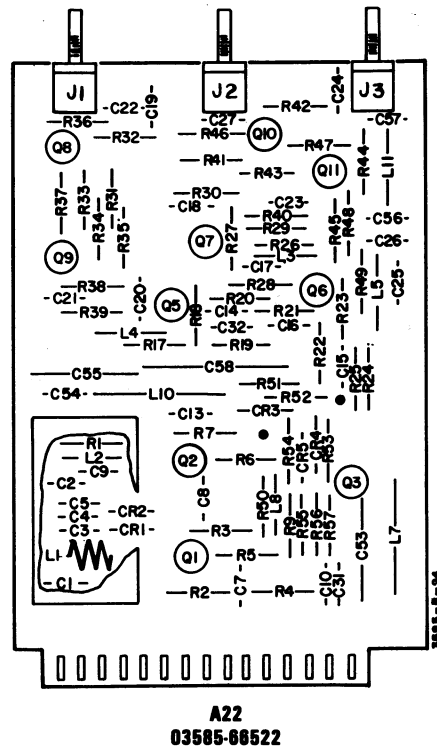 J1 J2 J3
C22 C19 R42 C24
R36 C27 C57
R32 R46 Q10
Q8 R47 R44 L11
R41 Q11
R43
R37 R33 R31 R30
R34 C18 C23 R45 R48
R35 R40
R27 R29 C56
Q7 R26 C26
Q9 L3
C17
R38 R28 Q6 R49 L5 C25
C21 C20 Q5 R18 R20 R23
R39 C14 R21
L4 C32 C16
R17 R19 R22
C58 C15
C55 R51 R25 R24
C54 L10 R52
C13 CR3
R7 R54 CR5 CR4 R53
R1
L2 Q2 R6
C9 Q3
C2 C8
C5 R50 L8
C4 CR2 R9 R55 R56 R57
C3 CR1 R3 C53 L7
L1 Q1 R5
C1 C7 C10 C31
R2 R4
A22
03585-66522